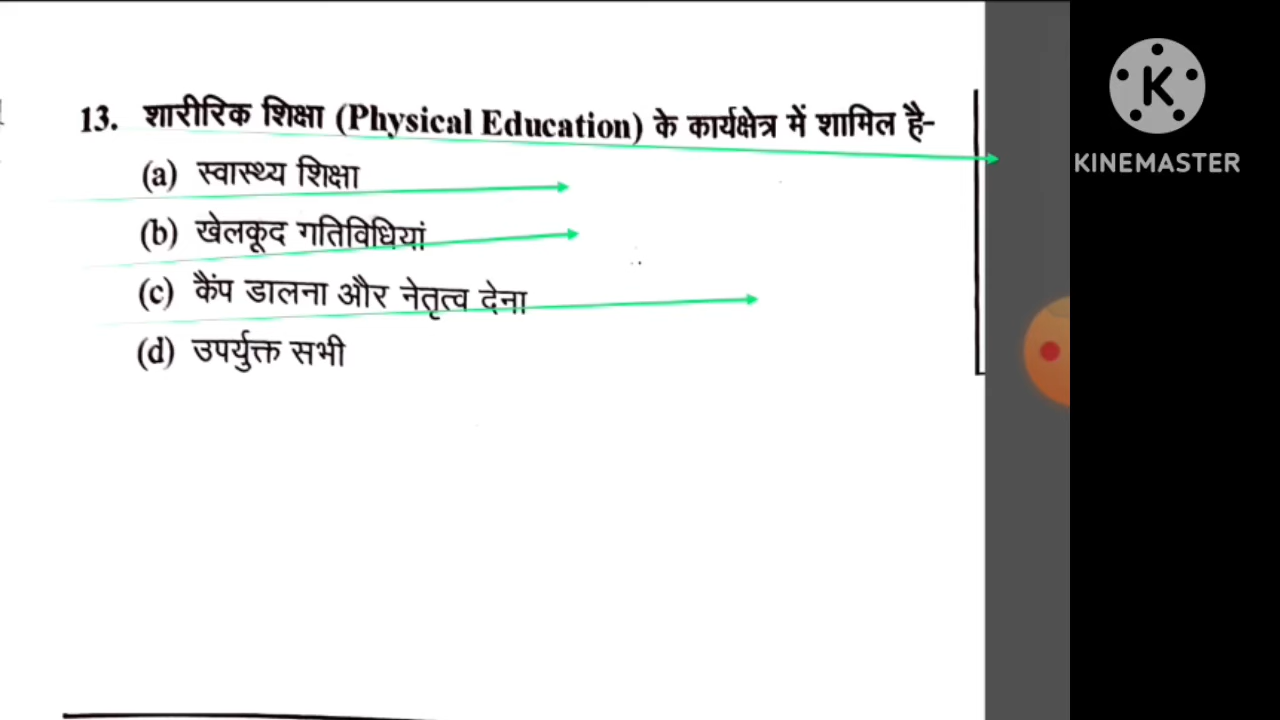 13. शारीरिक शिक्षा (Physical Education) के कार्यक्षेत्र में शामिल है-
(a) स्वास्थ्य शिक्षा
(b) खेलकूद गतिविधियां
(c) कैंप डालना और नेतृत्व देना
(d) उपर्युक्त सभी
K
KINEMASTER